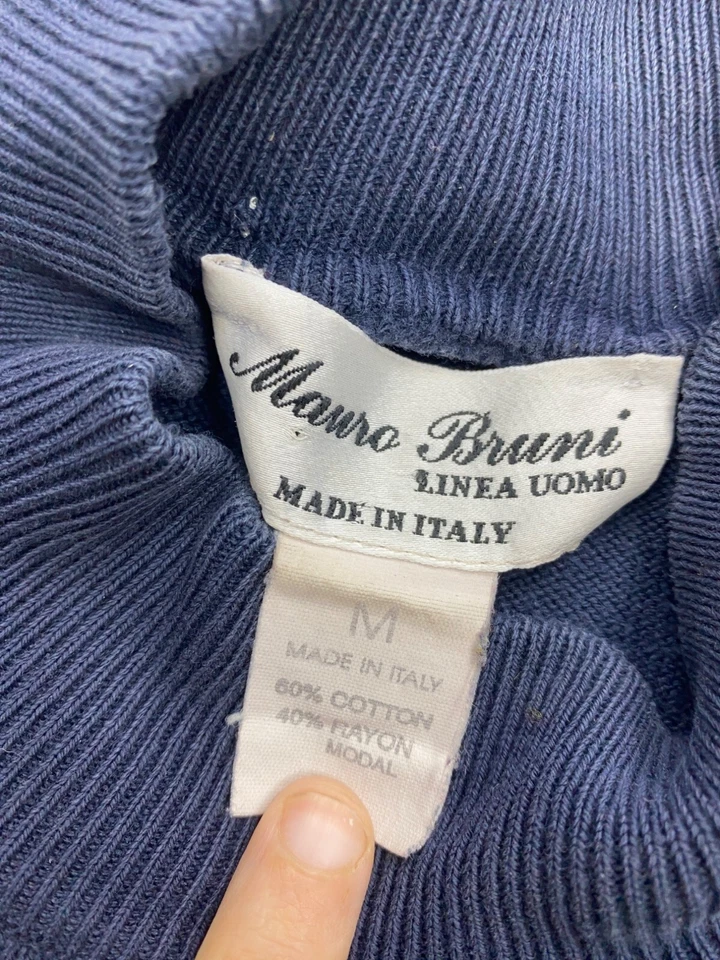 Mauro Bruni
LINEA UOMO
MADE IN ITALY
M
MADE IN ITALY
60% COTTON
40% RAYON
MODAL